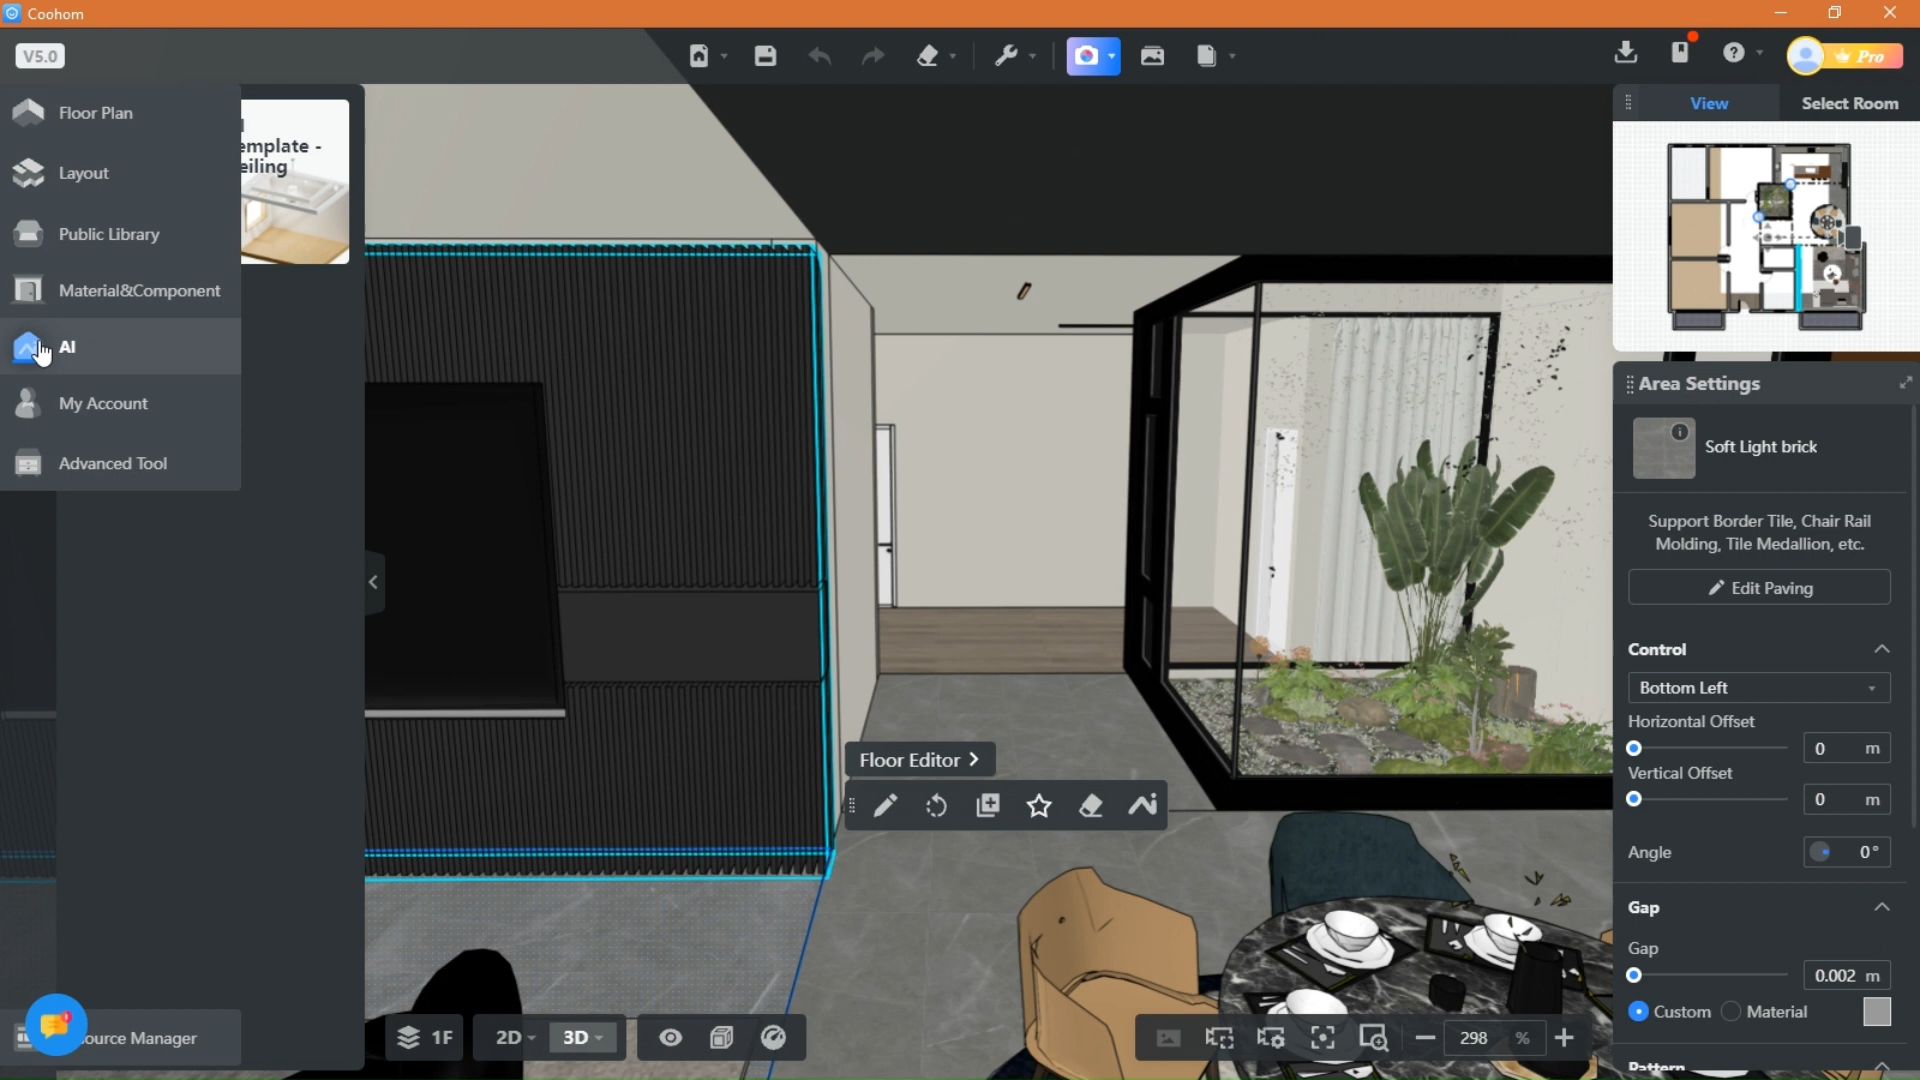 Coohom
V5.0
Pro
Floor Plan
Layout
Public Library
Material&Component
AI
My Account
Advanced Tool
emplate -
eiling
View
Select Room
Area Settings
Soft Light brick
Support Border Tile, Chair Rail
Molding, Tile Medallion, etc.
Edit Paving
Control
Bottom Left
Horizontal Offset
0 m
Vertical Offset
0 m
Angle
0°
Gap
Gap
0.002 m
Custom
Material
Pattern
Floor Editor
ource Manager
1F
2D
3D
298 %